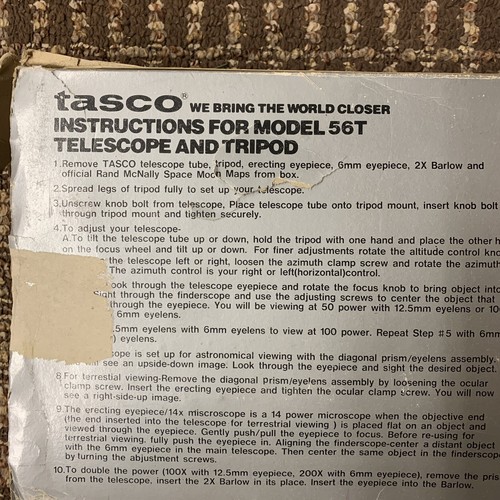 tasco® WE BRING THE WORLD CLOSER
INSTRUCTIONS FOR MODEL 56T
TELESCOPE AND TRIPOD
1.Remove TASCO telescope tube, tripod, erecting eyepiece, 6mm eyepiece, 2X Barlow and
official Rand McNally Space Moon Maps from box.
2.Spread legs of tripod fully to set up your telescope.
3.Unscrew knob bolt from telescope, Place telescope tube onto tripod mount, insert knob bolt
through tripod mount and tighten securely.
4.To adjust your telescope-
A.To tilt the telescope tube up or down, hold the tripod with one hand and place the other h
on the focus wheel and tilt up or down. For finer adjustments rotate the altitude control kno
the telescope left or right, loosen the azimuth clamp screw and rotate the azimuth
The azimuth control is your right or left(horizontal)control.
ook through the telescope eyepiece and rotate the focus knob to bring object into
Sight through the finderscope and use the adjusting screws to center the object that
through the eyepiece. You will be viewing at 50 power with 12.5mm eyelens or 100
6mm eyelens.
.5mm eyelens with 6mm eyelens to view at 100 power. Repeat Step #5 with 6mm
) eyelens.
scope is set up for astronomical viewing with the diagonal prism/eyelens assembly.
see an upside-down image. Look through the eyepiece and sight the desired object.
8.For terrestial viewing-Remove the diagonal prism/eyelens assembly by loosening the ocular
clamp screw. Insert the erecting eyepiece and tighten the ocular clamp screw. You will now
see a right-side-up image.
9.The erecting eyepiece/14x miscroscope is a 14 power microscope when the objective end
(the end inserted into the telescope for terrestrial viewing ) is placed flat on an object and
viewed through the eyepiece. Gently push/pull the eyepiece to focus. Before re-using for
terrestrial viewing. fully push the eyepiece in. Aligning the finderscope-center a distant object
with the 6mm eyepiece in the main telescope. Then center the same object in the finderscope
by turning the adjustment screws.
10.To double the power (100X with 12.5mm eyepiece, 200X with 6mm eyepiece), remove the pris
from the telescope, insert the 2X Barlow in its place. Insert the eyepiece into the Barlow.